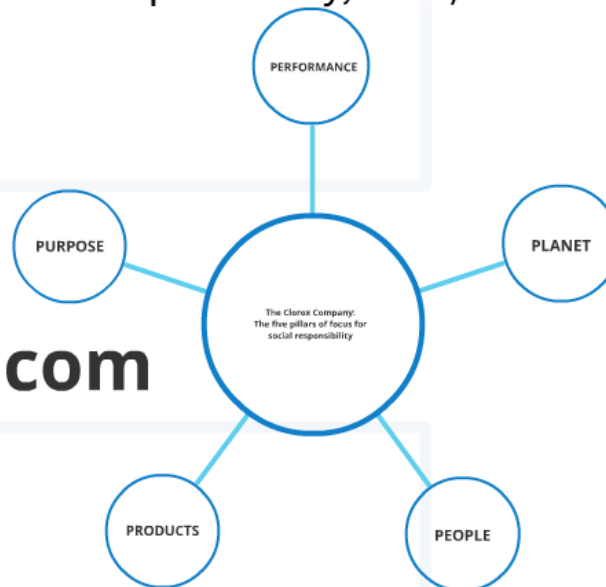 PERFORMANCE
PURPOSE
PLANET
The Clorox Company:
The five pillars of focus for
social responsibility
com
PRODUCTS
PEOPLE